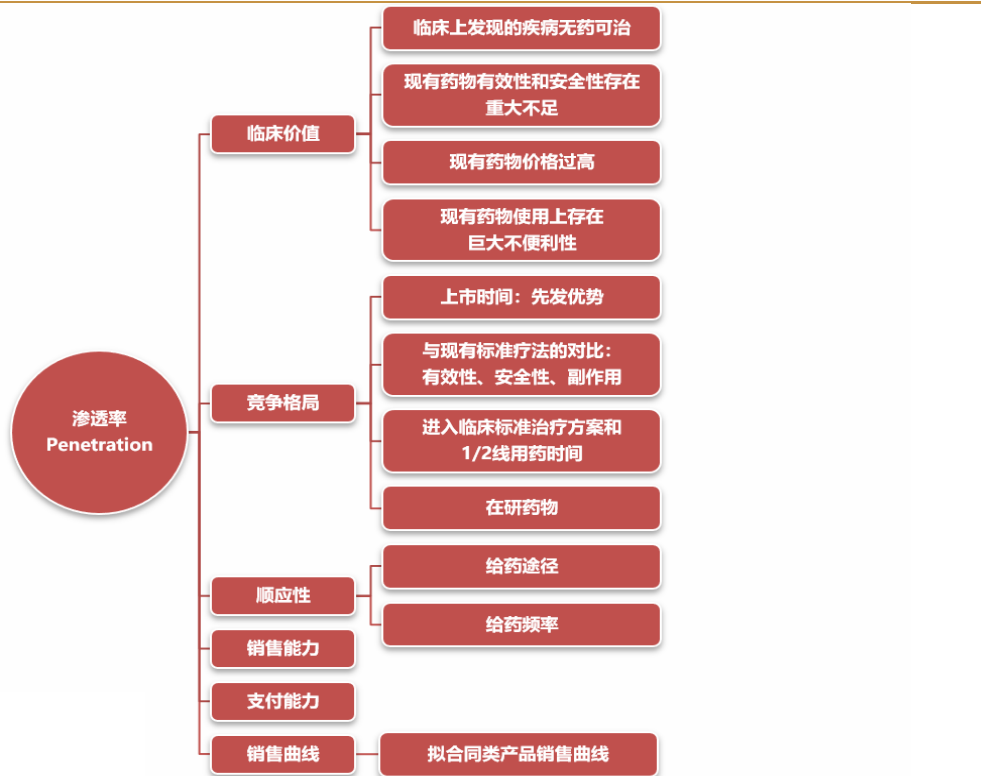 渗透率
Penetration
临床价值
临床上发现的疾病无药可治
现有药物有效性和安全性存在
重大不足
现有药物价格过高
现有药物使用上存在
巨大不便利性
竞争格局
上市时间：先发优势
与现有标准疗法的对比：
有效性、安全性、副作用
进入临床标准治疗方案和
1/2线用药时间
在研药物
顺应性
给药途径
给药频率
销售能力
支付能力
销售曲线
拟合同类产品销售曲线